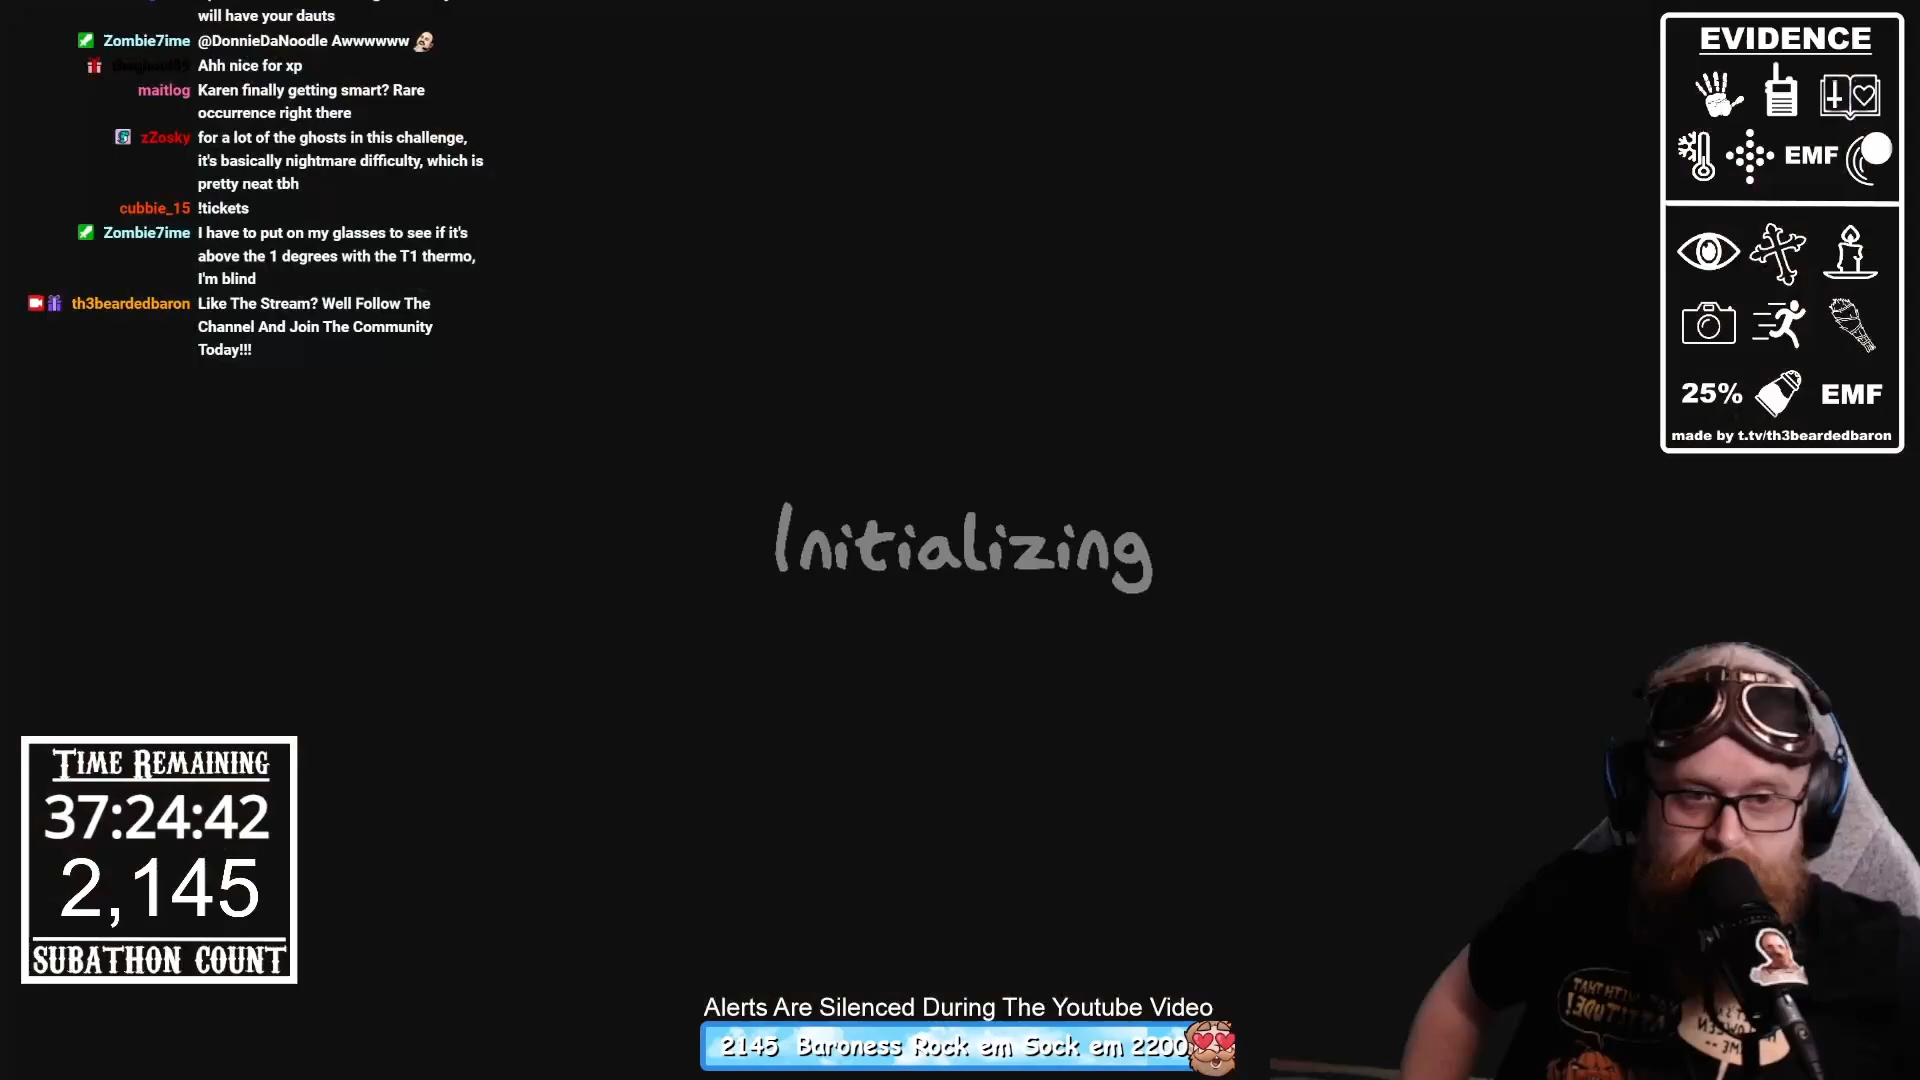 will have your dauts
Zombie7ime @DonnieDaNoodle Awwwwww
Ahh nice for xp
maitlog Karen finally getting smart? Rare
occurrence right there
zZosky for a lot of the ghosts in this challenge,
it's basically nightmare difficulty, which is
pretty neat tbh
cubbie_15 !tickets
Zombie7ime I have to put on my glasses to see if it's
above the 1 degrees with the T1 thermo,
I'm blind
th3beardedbaron Like The Stream? Well Follow The
Channel And Join The Community
Today!!!
EVIDENCE
EMF
25% EMF
made by t.tv/th3beardedbaron
Initializing
TIME REMAINING
37:24:42
2,145
SUBATHON COUNT
Alerts Are Silenced During The Youtube Video
2145 Baroness Rock em Sock em 2200
THAT
ATTITUDE!